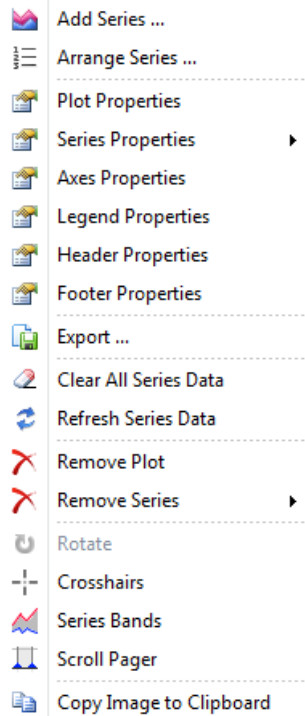 Add Series ...
Arrange Series ...
Plot Properties
Series Properties
Axes Properties
Legend Properties
Header Properties
Footer Properties
Export ...
Clear All Series Data
Refresh Series Data
Remove Plot
Remove Series
Rotate
Crosshairs
Series Bands
Scroll Pager
Copy Image to Clipboard